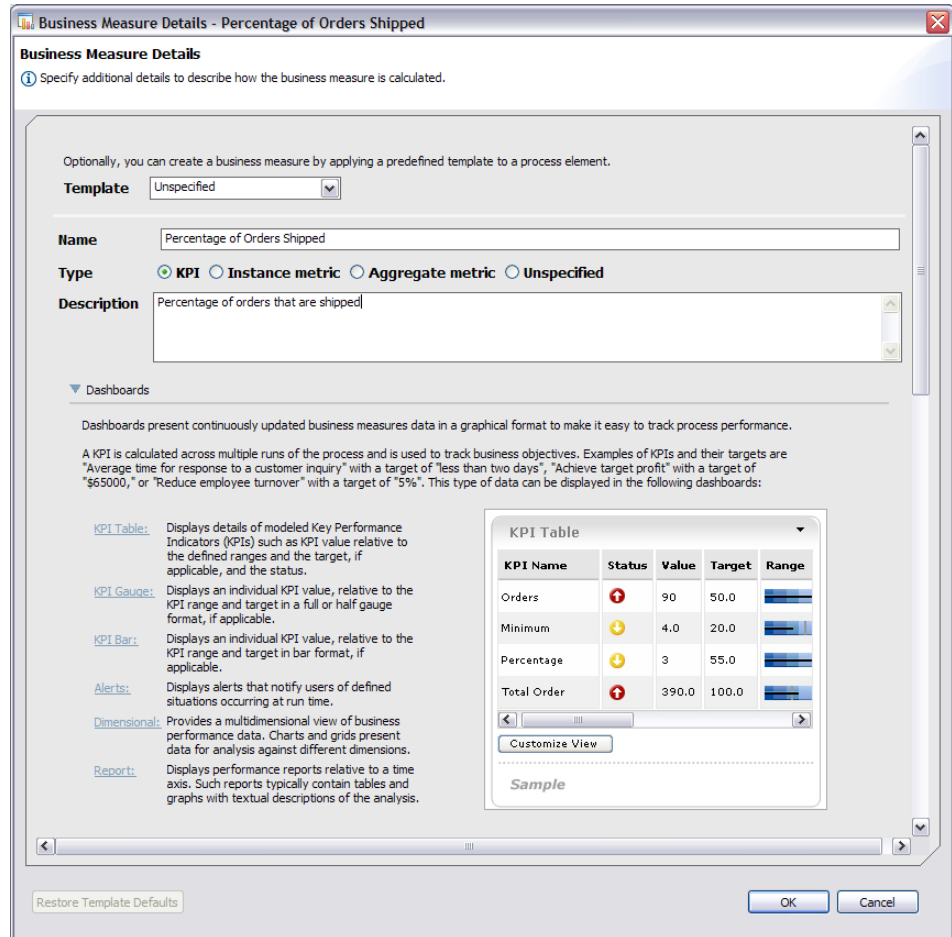 Business Measure Details - Percentage of Orders Shipped
Business Measure Details
Specify additional details to describe how the business measure is calculated.
Optionally, you can create a business measure by applying a predefined template to a process element.
Template Unspecified
Name Percentage of Orders Shipped
Type KPI Instance metric Aggregate metric Unspecified
Description Percentage of orders that are shipped
Dashboards
Dashboards present continuously updated business measures data in a graphical format to make it easy to track process performance.
A KPI is calculated across multiple runs of the process and is used to track business objectives. Examples of KPIs and their targets are
"Average time for response to a customer inquiry" with a target of "less than two days", "Achieve target profit" with a target of
"$65000," or "Reduce employee turnover" with a target of "5%". This type of data can be displayed in the following dashboards:
KPI Table: Displays details of modeled Key Performance
Indicators (KPIs) such as KPI value relative to
the defined ranges and the target, if
applicable, and the status.
KPI Gauge: Displays an individual KPI value, relative to the
KPI range and target in a full or half gauge
format, if applicable.
KPI Bar: Displays an individual KPI value, relative to the
KPI range and target in bar format, if
applicable.
Alerts: Displays alerts that notify users of defined
situations occurring at run time.
Dimensional: Provides a multidimensional view of business
performance data. Charts and grids present
data for analysis against different dimensions.
Report: Displays performance reports relative to a time
axis. Such reports typically contain tables and
graphs with textual descriptions of the analysis.
KPI Table
KPI Name Status Value Target Range
Orders 90 50.0
Minimum 4.0 20.0
Percentage 3 55.0
Total Order 390.0 100.0
Customize View
Sample
Restore Template Defaults OK Cancel